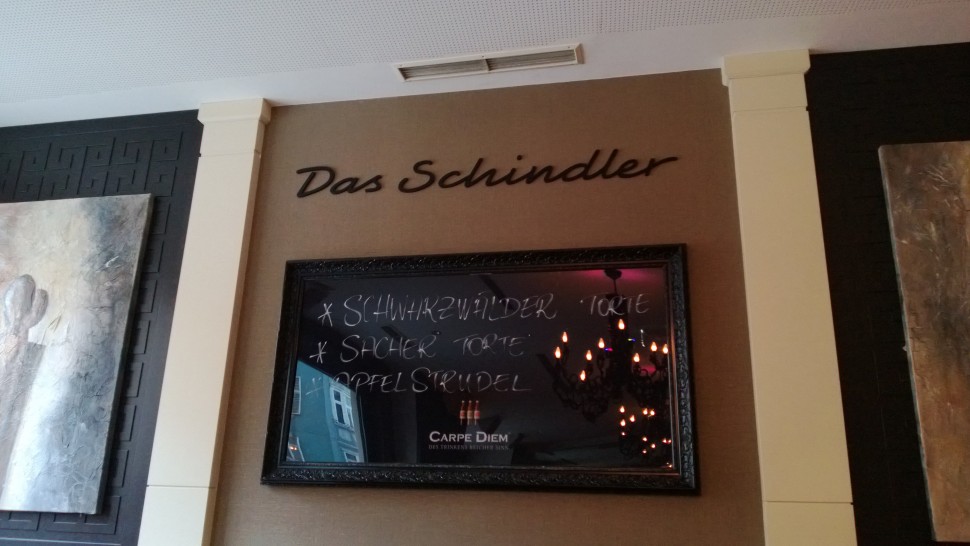 Das Schindler
* SCHWARZWÄLDER TORTE
* SACHER TORTE
* APFELSTRUDEL
CARPE DIEM